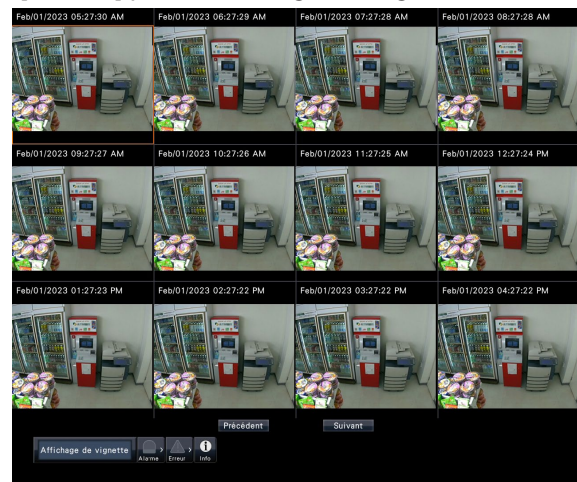 Feb/01/2023 05:27:30 AM
Feb/01/2023 06:27:29 AM
Feb/01/2023 07:27:28 AM
Feb/01/2023 08:27:28 AM
Feb/01/2023 09:27:27 AM
Feb/01/2023 10:27:26 AM
Feb/01/2023 11:27:25 AM
Feb/01/2023 12:27:24 PM
Feb/01/2023 01:27:23 PM
Feb/01/2023 02:27:22 PM
Feb/01/2023 03:27:22 PM
Feb/01/2023 04:27:22 PM
Précédent
Suivant
Affichage de vignette
Alarme
Erreur
Info